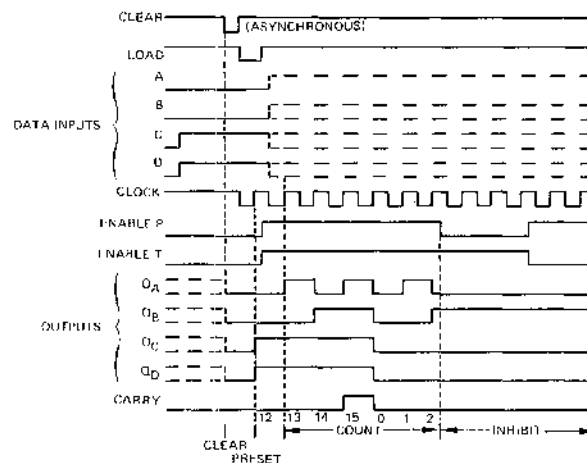 CLEAR
(ASYNCHRONOUS)
LOAD
A
B
DATA INPUTS
C
D
CLOCK
ENABLE P
ENABLE T
QA
QB
OUTPUTS
QC
QD
CARRY
12 13 14 15 0 1 2
COUNT INHIBIT
CLEAR
PRESET